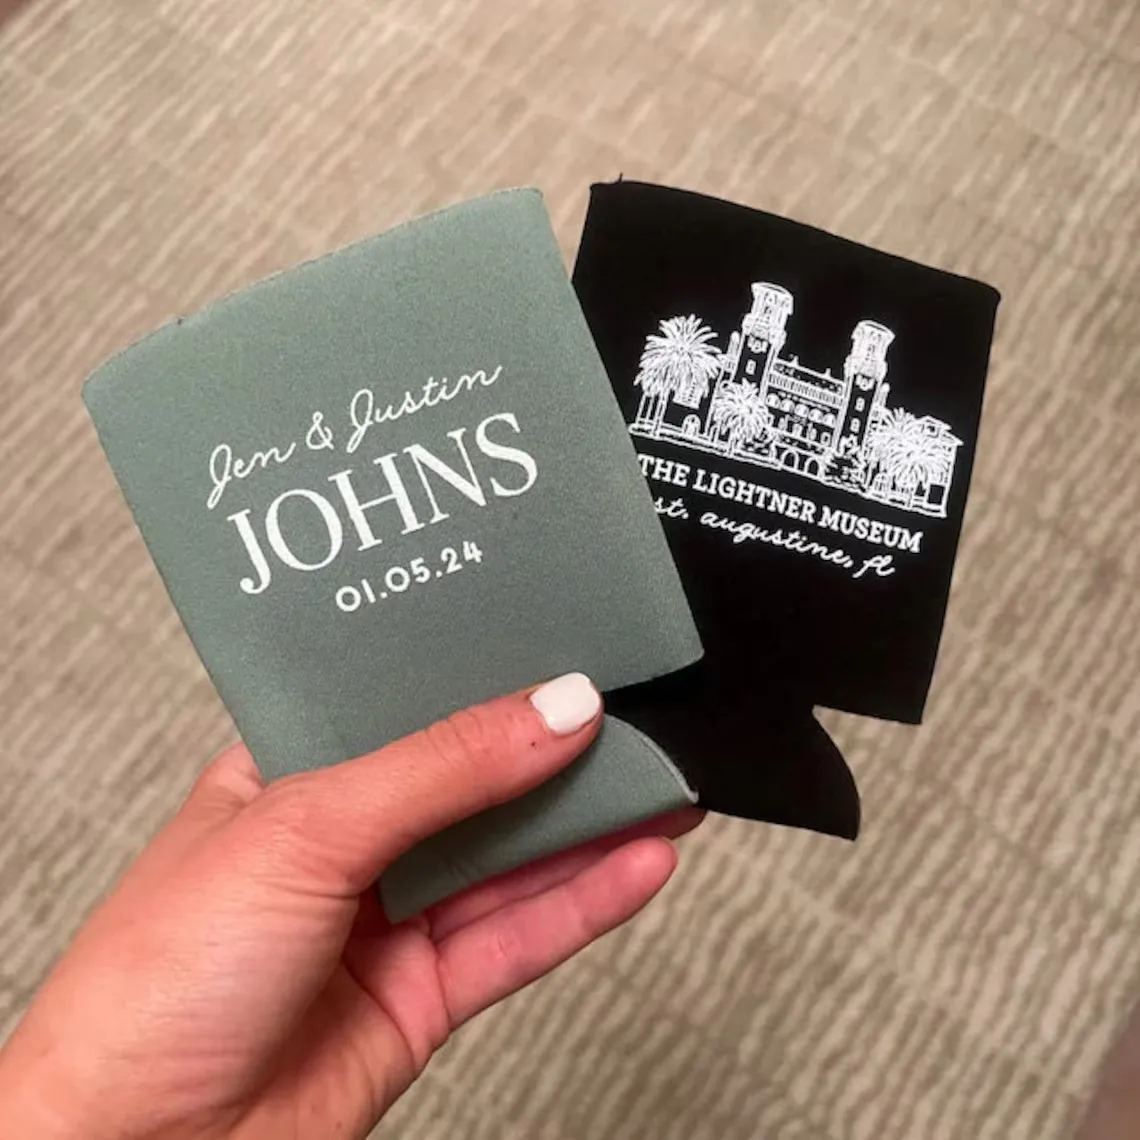 Jen & Justin
JOHNS
01.05.24
THE LIGHTNER MUSEUM
st. augustine, fl